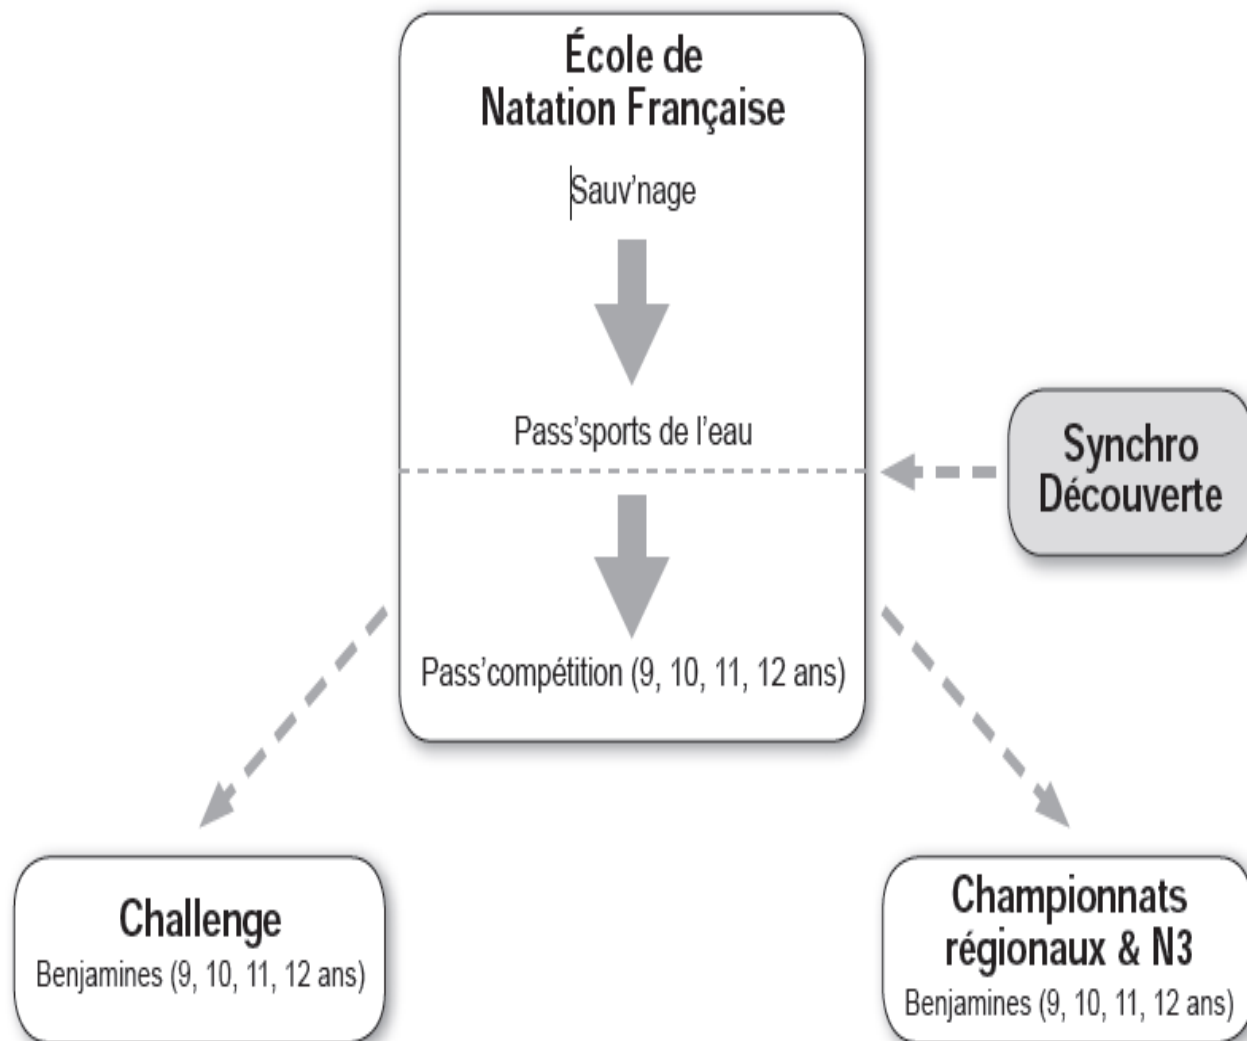 École de
Natation Française
Sauv’nage
Pass’sports de l’eau
Synchro
Découverte
Pass’compétition (9, 10, 11, 12 ans)
Challenge
Benjamines (9, 10, 11, 12 ans)
Championnats
régionaux & N3
Benjamines (9, 10, 11, 12 ans)